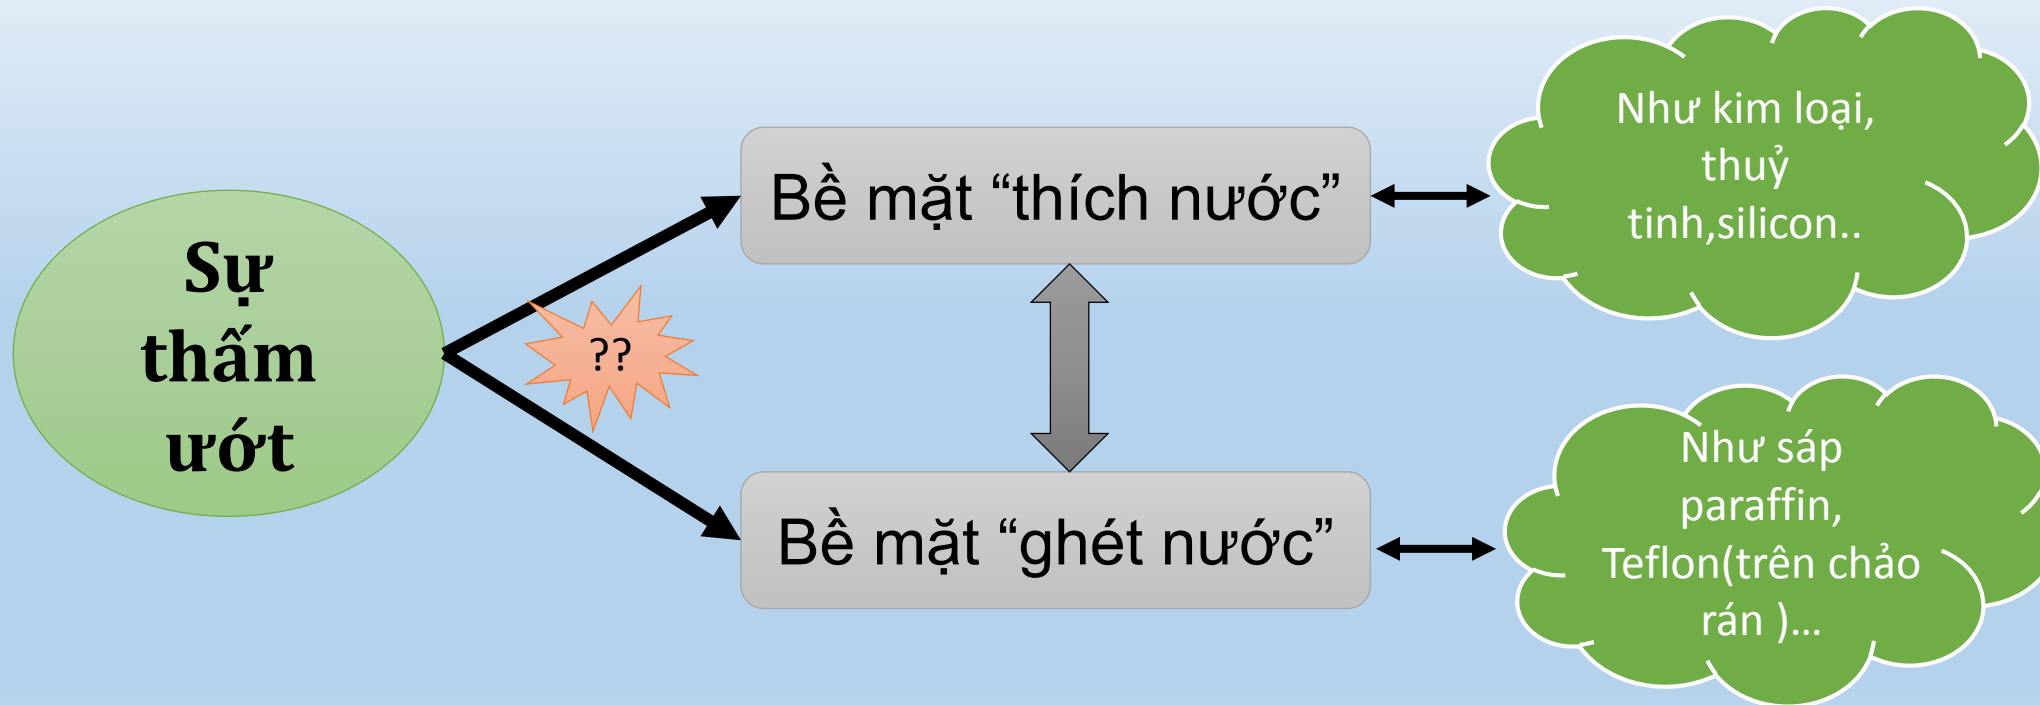 Sự
thấm
ướt
??
Bề mặt “thích nước”
Như kim loại,
thuỷ
tinh,silicon..
Bề mặt “ghét nước”
Như sáp
paraffin,
Teflon(trên chảo
rán )...